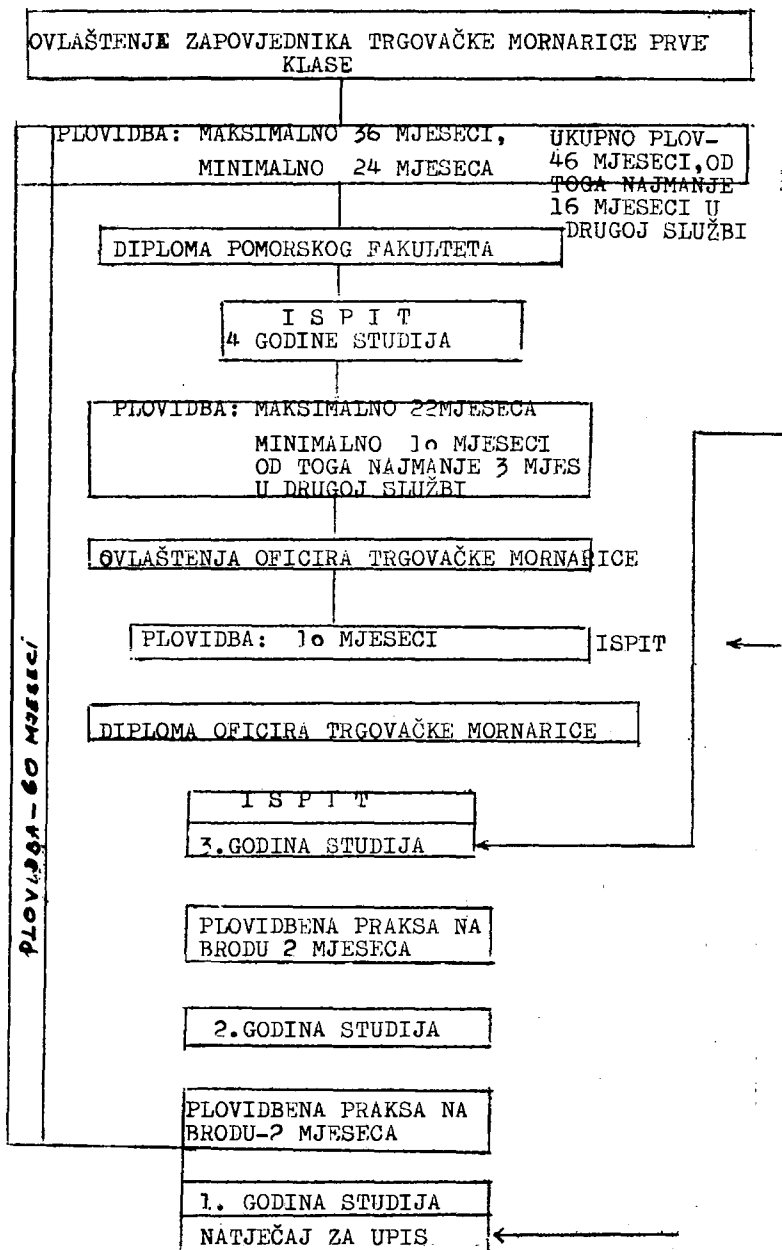 OVLAŠTENJE ZAPOVJEDNIKA TRGOVAČKE MORNARICE PRVE
KLASE
PLOVIDBA: MAKSIMALNO 36 MJESECI,
MINIMALNO 24 MJESECA
UKUPNO PLOV-
46 MJESECI,OD
TOGA NAJMANJE
16 MJESECI U
DRUGOJ SLUŽBI
DIPLOMA POMORSKOG FAKULTETA
I S P I T
4 GODINE STUDIJA
PLOVIDBA: MAKSIMALNO 22MJESECA
MINIMALNO 10 MJESECI
OD TOGA NAJMANJE 3 MJES
U DRUGOJ SLUŽBI
OVLAŠTENJA OFICIRA TRGOVAČKE MORNARICE
PLOVIDBA: 10 MJESECI
ISPIT
DIPLOMA OFICIRA TRGOVAČKE MORNARICE
I S P I T
3.GODINA STUDIJA
PLOVIDBENA PRAKSA NA
BRODU 2 MJESECA
2.GODINA STUDIJA
PLOVIDBENA PRAKSA NA
BRODU-2 MJESECA
1. GODINA STUDIJA
NATJEČAJ ZA UPIS
PLOVIDBA-60 MJESECI